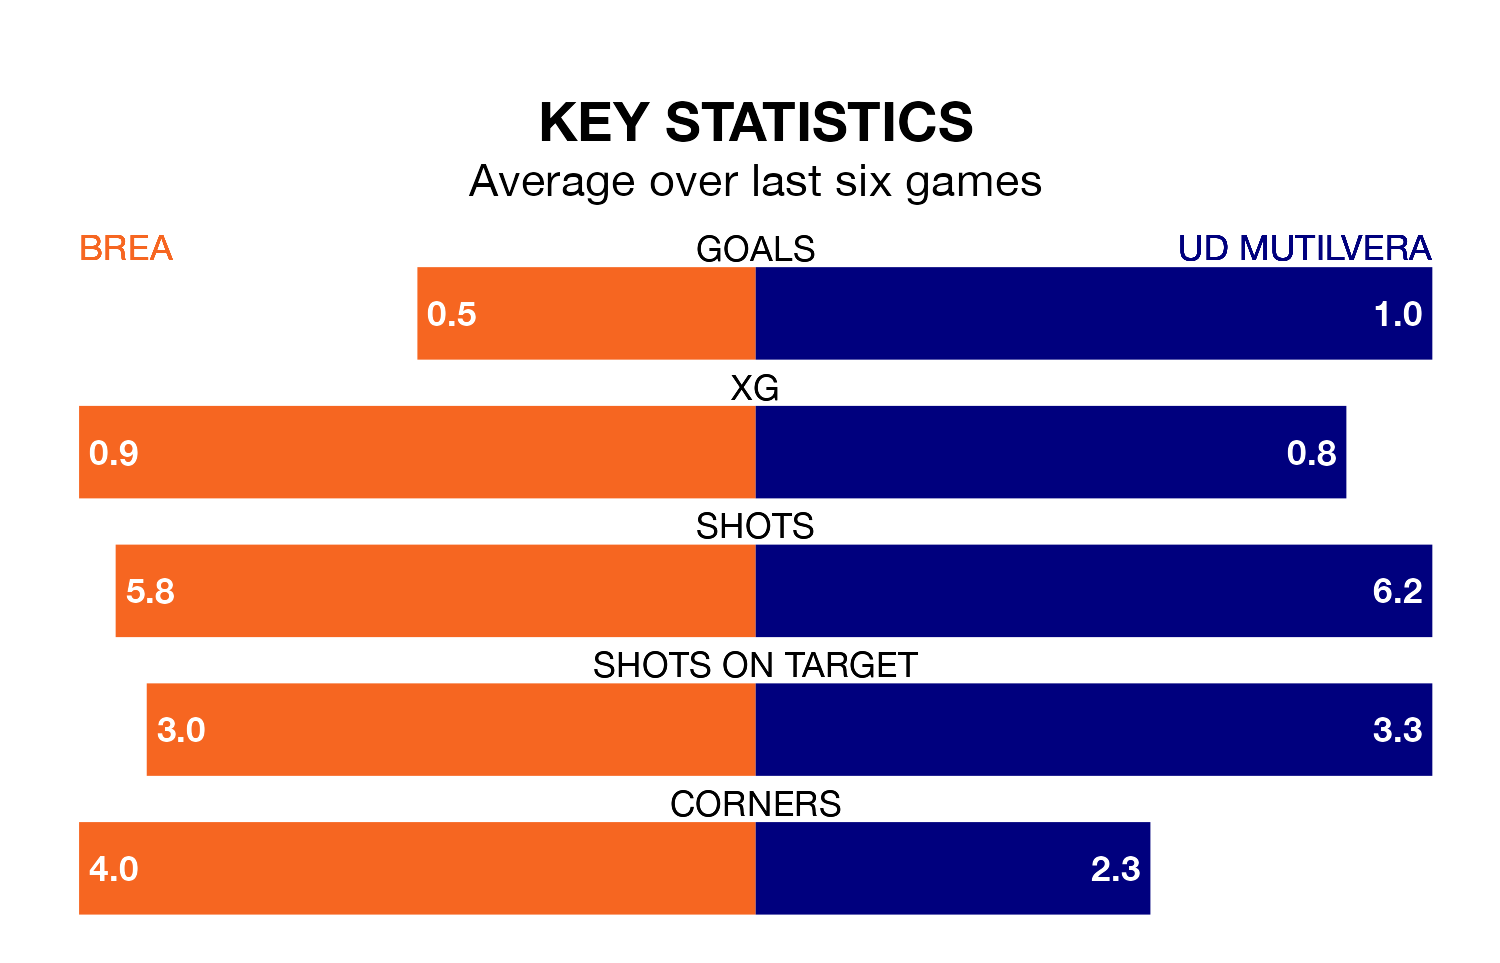 KEY STATISTICS
Average over last six games
BREA GOALS UD MUTILVERA
0.5 1.0
XG
0.9 0.8
SHOTS
5.8 6.2
SHOTS ON TARGET
3.0 3.3
CORNERS
4.0 2.3